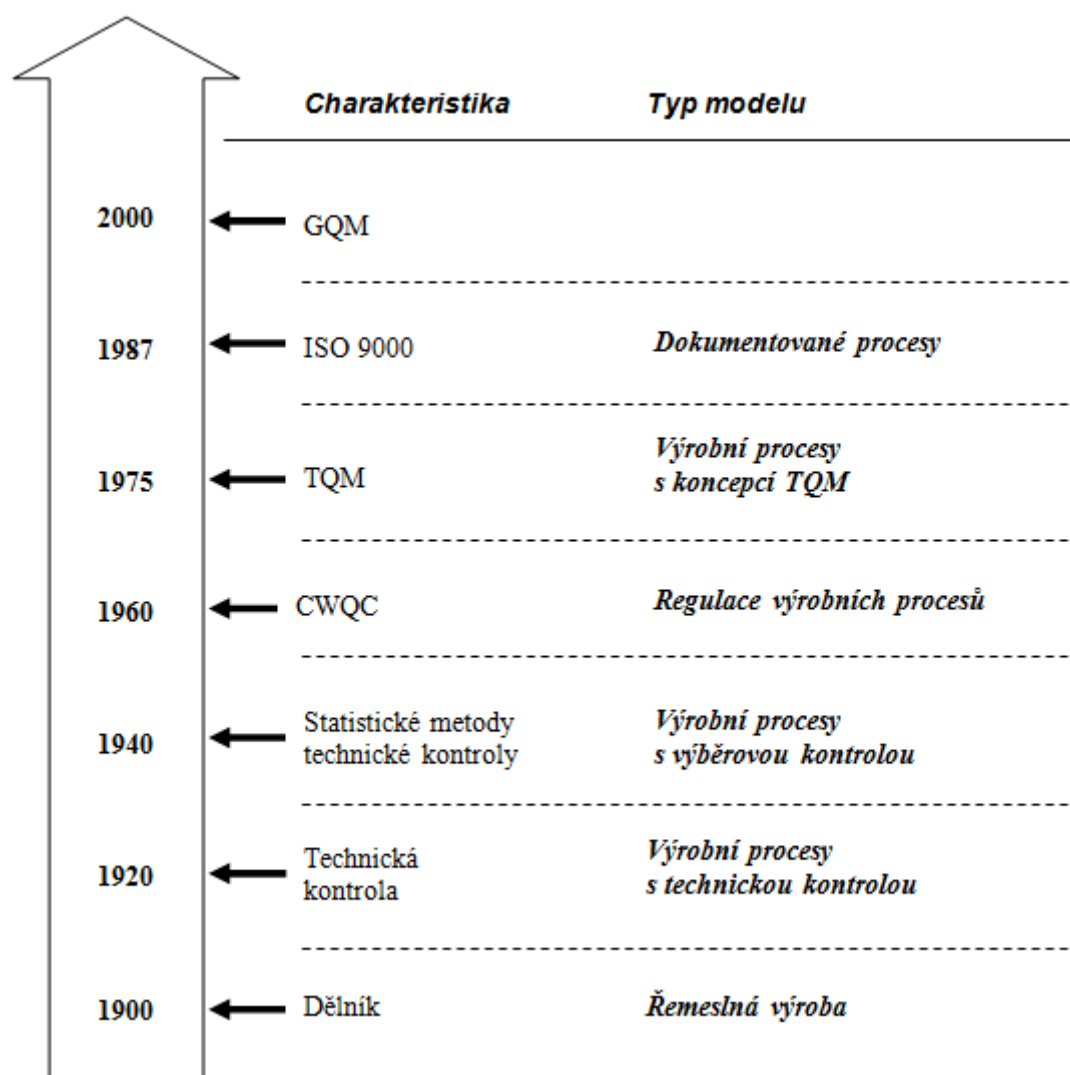 Charakteristika Typ modelu
2000 GQM
1987 ISO 9000 Dokumentované procesy
1975 TQM Výrobní procesy
s koncepcí TQM
1960 CWQC Regulace výrobních procesů
1940 Statistické metody Výrobní procesy
technické kontroly s výběrovou kontrolou
1920 Technická Výrobní procesy
kontrola s technickou kontrolou
1900 Dělník Řemeslná výroba